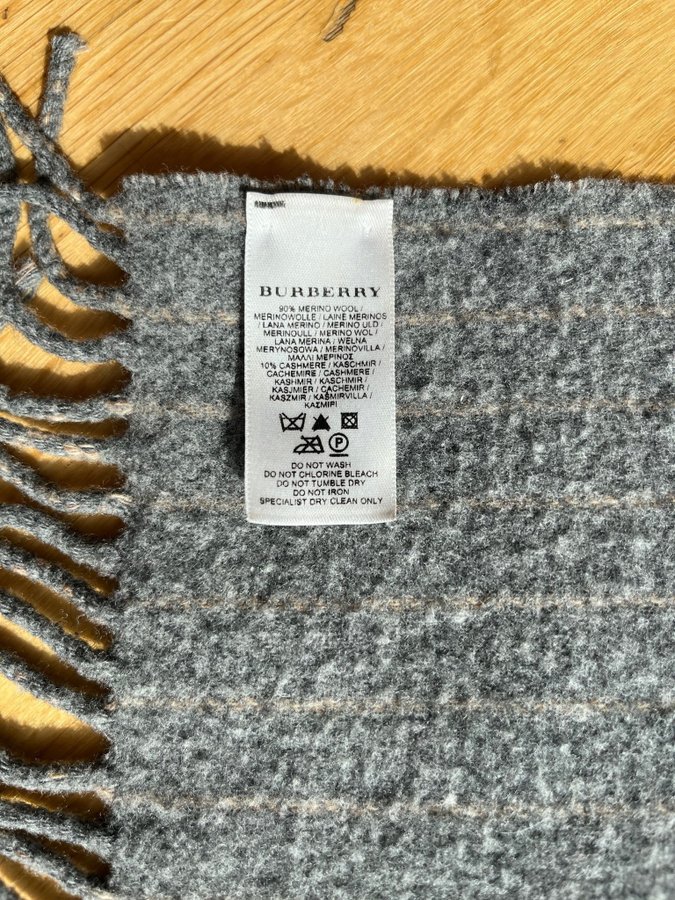 BURBERRY
90% MERINO WOOL /
MERINOWOLLE / LAINE MERINOS
/ LANA MERINO / MERINO ULD /
MERINOULL / MERINO WOL /
LANA MERINA / WEŁNA
MERYNOSOWA / MERINOVILLA /
ΜΑΛΛΙ ΜΕΡΙΝΟΣ
10% CASHMERE / KASCHMIR /
CACHEMIRE / CASHMERE /
KASHMIR / KASCHMIR /
KASJMIER / CACHEMIR /
KASZMIR / KAŠMIRVILLA /
ΚΑΖΜΙΡΙ
P
DO NOT WASH
DO NOT CHLORINE BLEACH
DO NOT TUMBLE DRY
DO NOT IRON
SPECIALIST DRY CLEAN ONLY